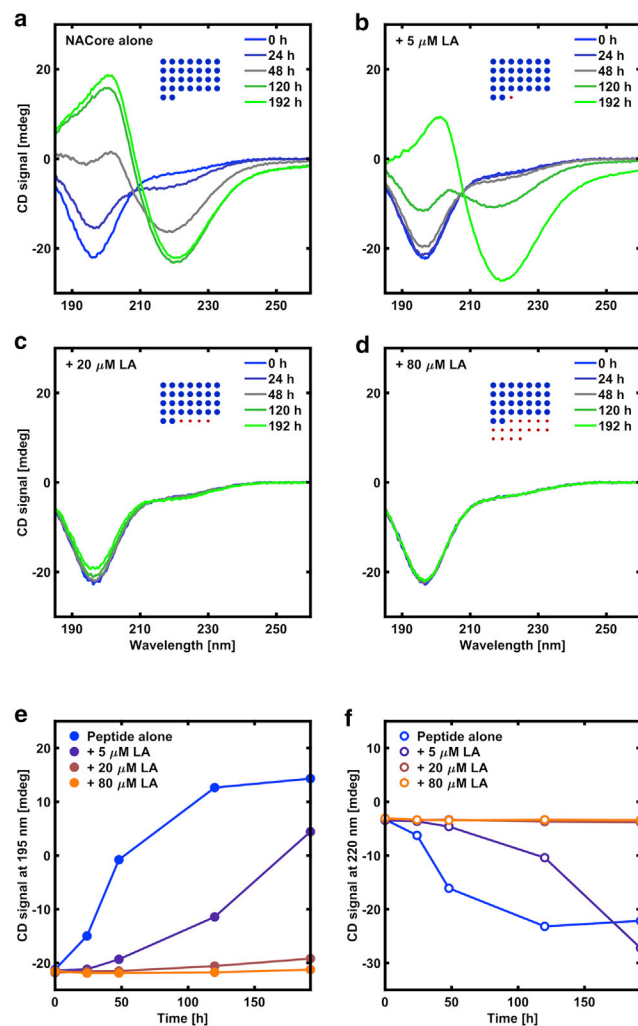 a
NACore alone
0 h
24 h
48 h
120 h
192 h
20
0
-20
190
210
230
250
CD signal [mdeg]
b
+ 5 μM LA
0 h
24 h
48 h
120 h
192 h
20
0
-20
190
210
230
250
c
+ 20 μM LA
0 h
24 h
48 h
120 h
192 h
20
0
-20
190
210
230
250
CD signal [mdeg]
Wavelength [nm]
d
+ 80 μM LA
0 h
24 h
48 h
120 h
192 h
20
0
-20
190
210
230
250
Wavelength [nm]
e
Peptide alone
+ 5 μM LA
+ 20 μM LA
+ 80 μM LA
20
10
0
-10
-20
0
50
100
150
CD signal at 195 nm [mdeg]
Time [h]
f
Peptide alone
+ 5 μM LA
+ 20 μM LA
+ 80 μM LA
10
0
-10
-20
-30
0
50
100
150
CD signal at 220 nm [mdeg]
Time [h]